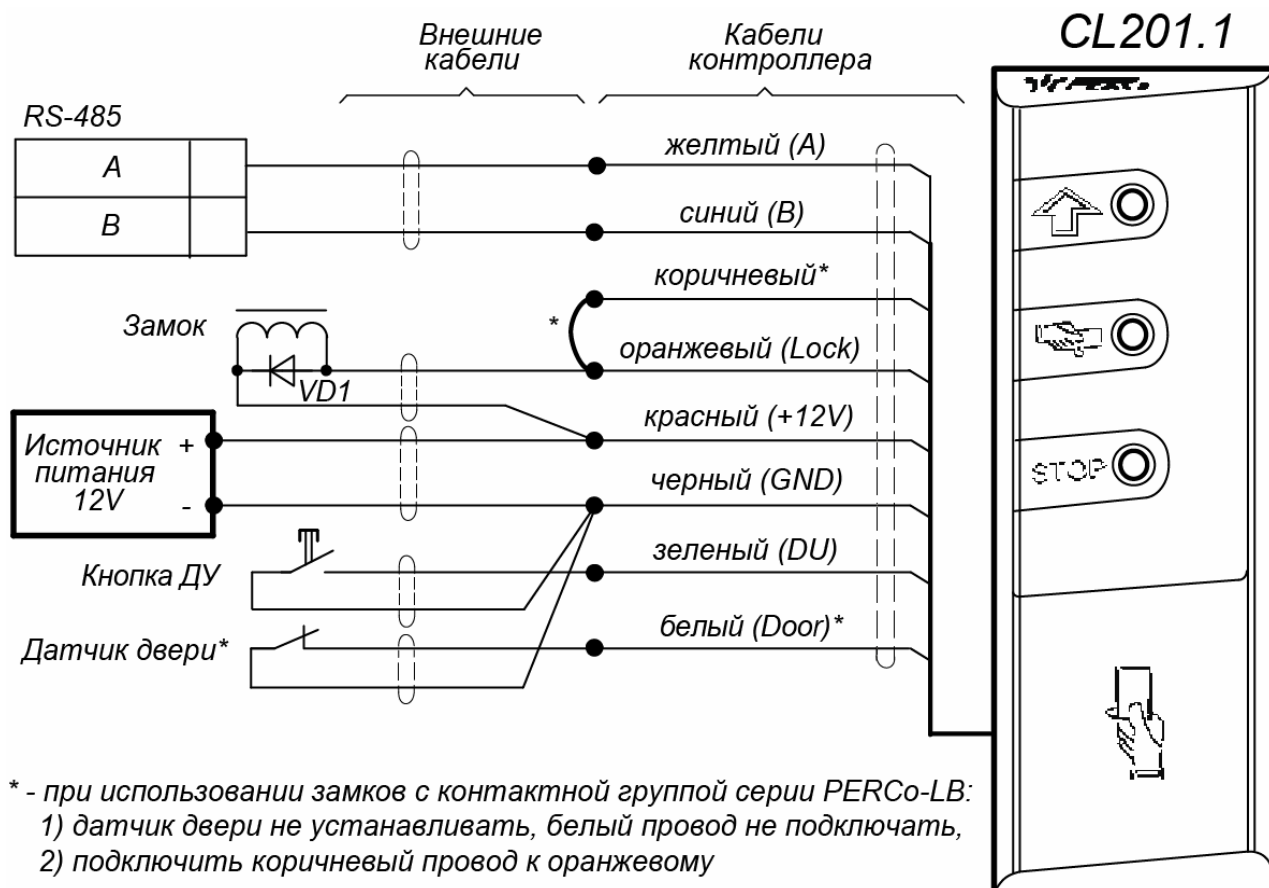 CL201.1
Внешние
кабели
Кабели
контроллера
RS-485
A
B
желтый (A)
синий (B)
коричневый*
*
Замок
VD1
оранжевый (Lock)
красный (+12V)
Источник
питания
12V
+
-
черный (GND)
Кнопка ДУ
зеленый (DU)
Датчик двери*
белый (Door)*
STOP
* - при использовании замков с контактной группой серии PERCo-LB:
1) датчик двери не устанавливать, белый провод не подключать,
2) подключить коричневый провод к оранжевому